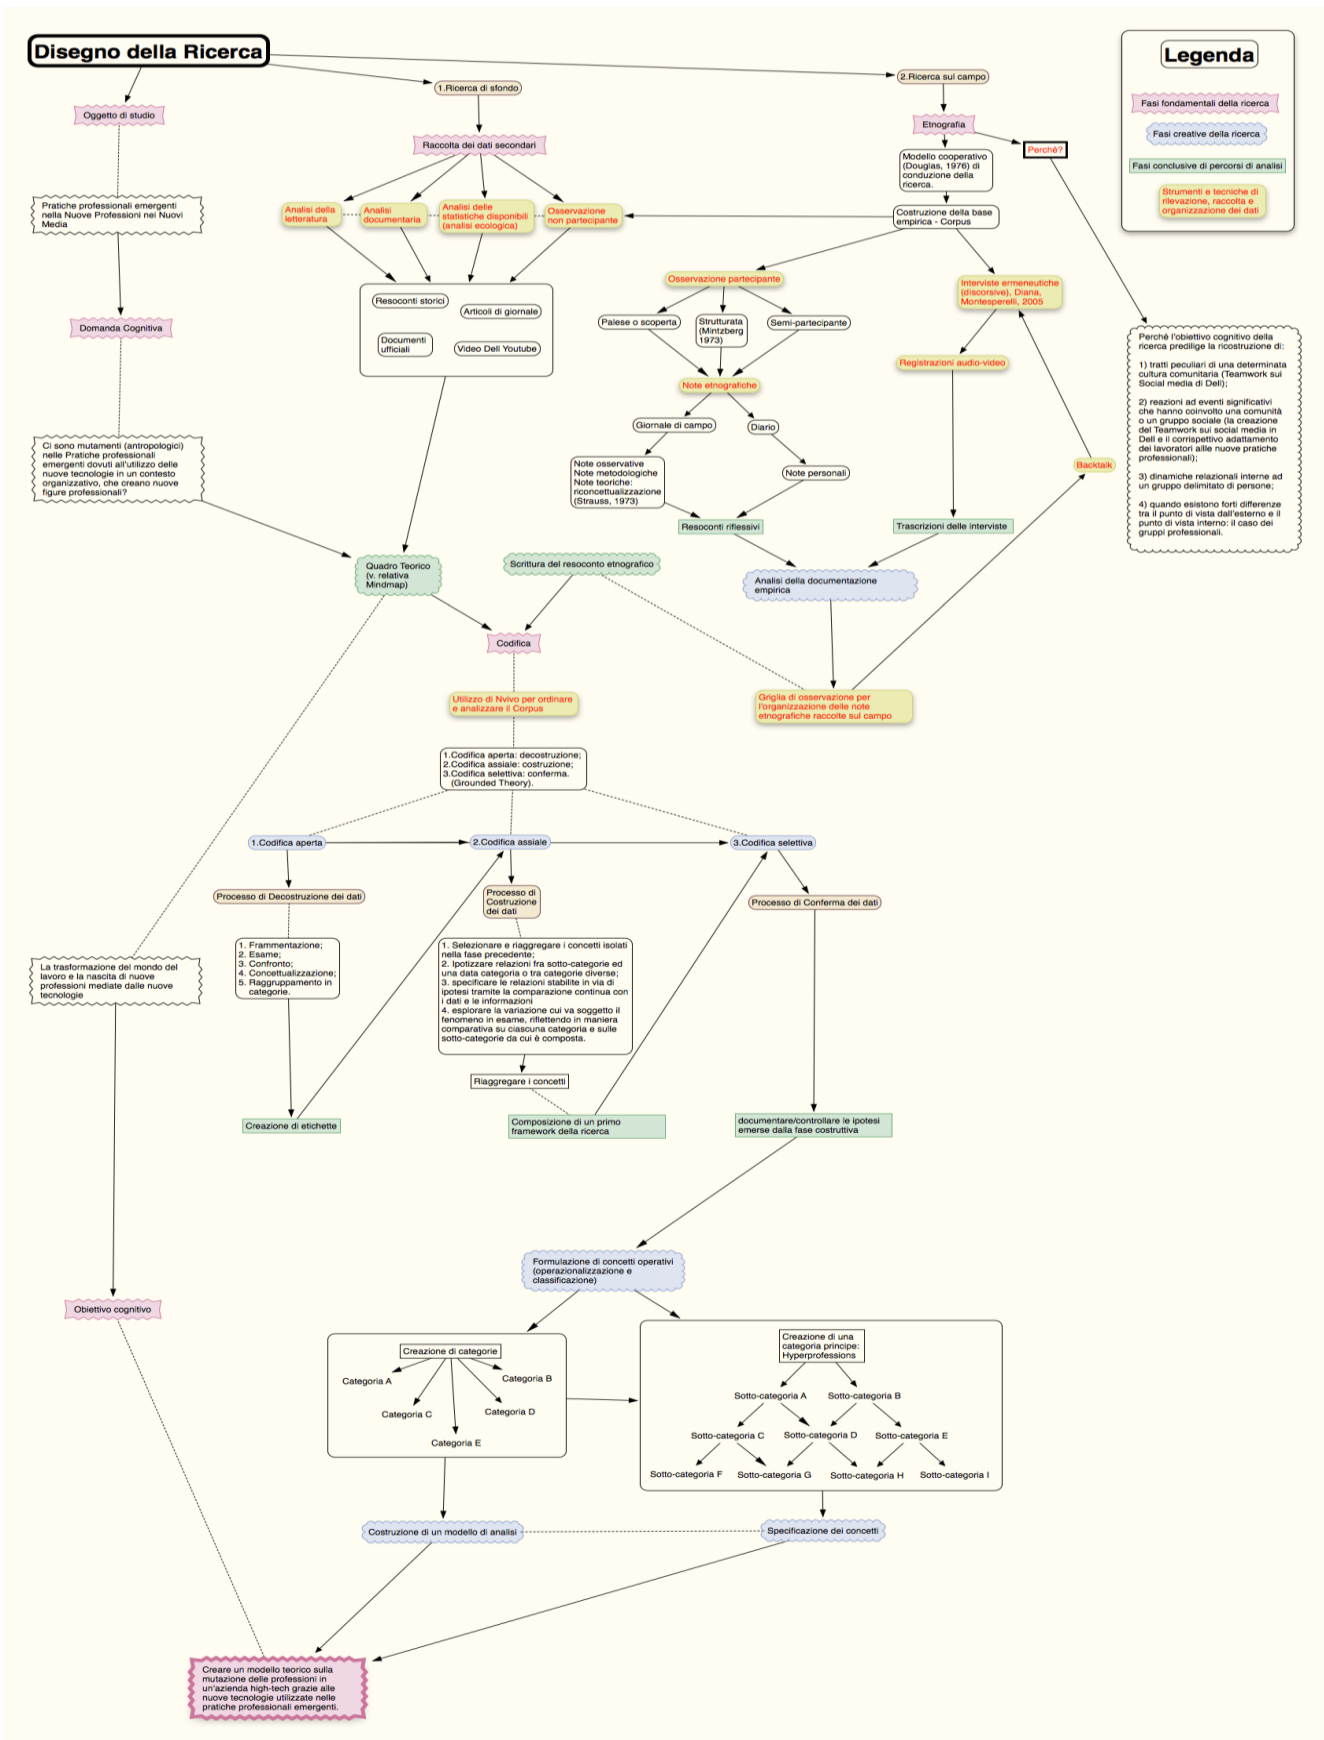 Disegno della Ricerca
Legenda
Fasi fondamentali della ricerca
Fasi creative della ricerca
Fasi conclusive di percorsi di analisi
Strumenti e tecniche di
rilevazione, raccolta e
organizzazione dei dati
1.Ricerca di sfondo
2.Ricerca sul campo
Oggetto di studio
Etnografia
Raccolta dei dati secondari
Perchè?
Modello cooperativo
(Douglas, 1976) di
conduzione della
ricerca.
Pratiche professionali emergenti
nella Nuove Professioni nei Nuovi
Media
Analisi della
letteratura
Analisi
documentaria
Analisi delle
statistiche disponibili
(analisi ecologica)
Osservazione
non partecipante
Costruzione della base
empirica - Corpus
Osservazione partecipante
Interviste ermeneutiche
(discorsive), Diana,
Montesperelli, 2005
Resoconti storici
Articoli di giornale
Documenti
ufficiali
Video Dell Youtube
Palese o scoperta
Strutturata
(Mintzberg
1973)
Semi-partecipante
Domanda Cognitiva
Registrazioni audio-video
Perchè l'obiettivo cognitivo della
ricerca predilige la ricostruzione di:
1) tratti peculiari di una determinata
cultura comunitaria (Teamwork sui
Social media di Dell);
2) reazioni ad eventi significativi
che hanno coinvolto una comunità
o un gruppo sociale (la creazione
del Teamwork sui social media in
Dell e il corrispettivo adattamento
dei lavoratori alle nuove pratiche
professionali);
3) dinamiche relazionali interne ad
un gruppo delimitato di persone;
4) quando esistono forti differenze
tra il punto di vista dall'esterno e il
punto di vista interno: il caso dei
gruppi professionali.
Note etnografiche
Giornale di campo
Diario
Ci sono mutamenti (antropologici)
nelle Pratiche professionali
emergenti dovuti all'utilizzo delle
nuove tecnologie in un contesto
organizzativo, che creano nuove
figure professionali?
Note osservative
Note metodologiche
Note teoriche:
riconcettualizzazione
(Strauss, 1973)
Note personali
Backtalk
Resoconti riflessivi
Trascrizioni delle interviste
Quadro Teorico
(v. relativa
Mindmap)
Scrittura del resoconto etnografico
Analisi della documentazione
empirica
Codifica
Utilizzo di Nvivo per ordinare
e analizzare il Corpus
Griglia di osservazione per
l'organizzazione delle note
etnografiche raccolte sul campo
1.Codifica aperta: decostruzione;
2.Codifica assiale: costruzione;
3.Codifica selettiva: conferma.
(Grounded Theory).
1.Codifica aperta
2.Codifica assiale
3.Codifica selettiva
Processo di Decostruzione dei dati
Processo di
Costruzione
dei dati
Processo di Conferma dei dati
1. Frammentazione;
2. Esame;
3. Confronto;
4. Concettualizzazione;
5. Raggruppamento in
categorie.
1. Selezionare e riaggregare i concetti isolati
nella fase precedente;
2. Ipotizzare relazioni fra sotto-categorie ed
una data categoria o tra categorie diverse;
3. specificare le relazioni stabilite in via di
ipotesi tramite la comparazione continua con
i dati e le informazioni
4. esplorare la variazione cui va soggetto il
fenomeno in esame, riflettendo in maniera
comparativa su ciascuna categoria e sulle
sotto-categorie da cui è composta.
La trasformazione del mondo del
lavoro e la nascita di nuove
professioni mediate dalle nuove
tecnologie
Riaggregare i concetti
Creazione di etichette
Composizione di un primo
framework della ricerca
documentare/controllare le ipotesi
emerse dalla fase costruttiva
Formulazione di concetti operativi
(operazionalizzazione e
classificazione)
Obiettivo cognitivo
Creazione di categorie
Categoria A
Categoria B
Categoria C
Categoria D
Categoria E
Creazione di una
categoria principe:
Hyperprofessions
Sotto-categoria A
Sotto-categoria B
Sotto-categoria C
Sotto-categoria D
Sotto-categoria E
Sotto-categoria F
Sotto-categoria G
Sotto-categoria H
Sotto-categoria I
Costruzione di un modello di analisi
Specificazione dei concetti
Creare un modello teorico sulla
mutazione delle professioni in
un'azienda high-tech grazie alle
nuove tecnologie utilizzate nelle
pratiche professionali emergenti.